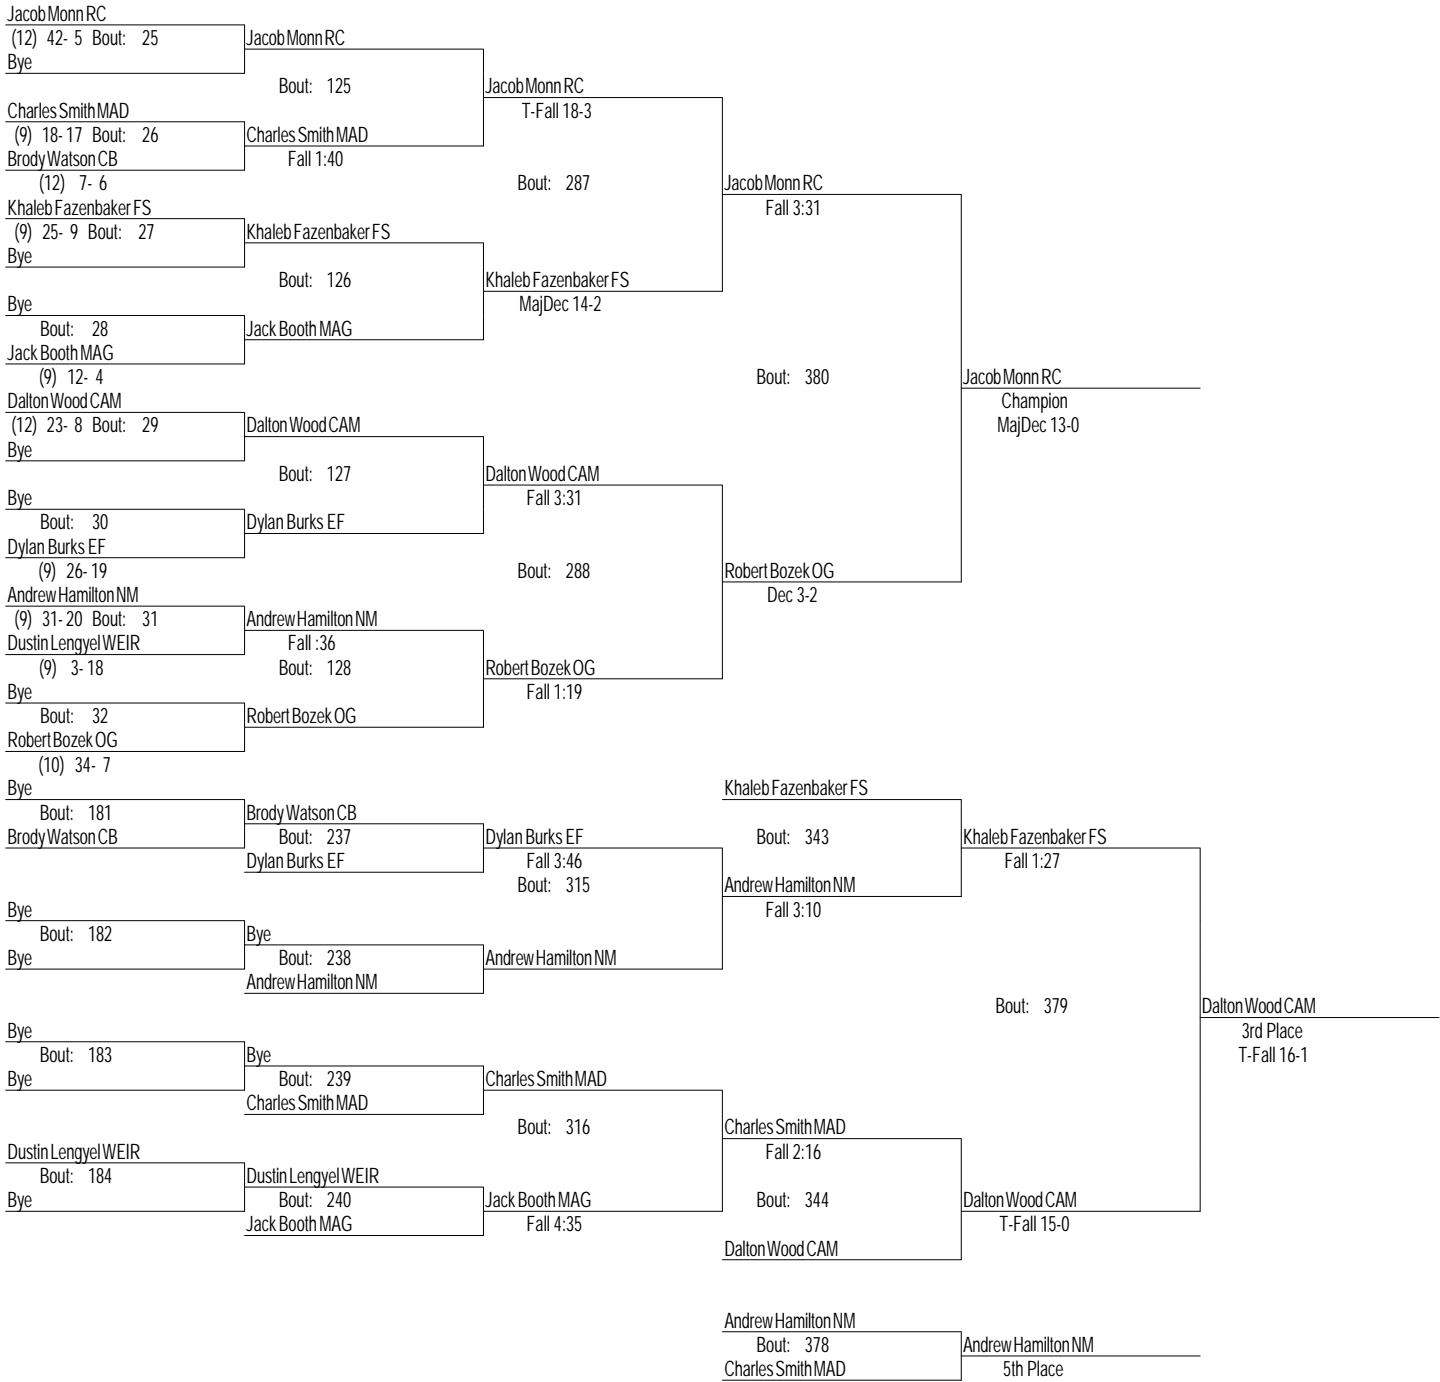 Jacob Monn RC
(12) 42- 5 Bout: 25
Bye
Jacob Monn RC
Bout: 125
Charles Smith MAD
(9) 18- 17 Bout: 26
Brody Watson CB
(12) 7- 6
Charles Smith MAD
Fall 1:40
Jacob Monn RC
T-Fall 18-3
Bout: 287
Khaleb Fazenbaker FS
(9) 25- 9 Bout: 27
Bye
Khaleb Fazenbaker FS
Bout: 126
Bye
Bout: 28
Jack Booth MAG
(9) 12- 4
Jack Booth MAG
Khaleb Fazenbaker FS
MajDec 14-2
Jacob Monn RC
Fall 3:31
Bout: 380
Dalton Wood CAM
(12) 23- 8 Bout: 29
Bye
Dalton Wood CAM
Bout: 127
Bye
Bout: 30
Dylan Burks EF
(9) 26- 19
Dylan Burks EF
Dalton Wood CAM
Fall 3:31
Bout: 288
Andrew Hamilton NM
(9) 31- 20 Bout: 31
Dustin Lengyel WEIR
(9) 3- 18
Andrew Hamilton NM
Fall :36
Bout: 128
Bye
Bout: 32
Robert Bozek OG
(10) 34- 7
Robert Bozek OG
Robert Bozek OG
Fall 1:19
Robert Bozek OG
Dec 3-2
Jacob Monn RC
Champion
MajDec 13-0
Bye
Bout: 181
Brody Watson CB
Brody Watson CB
Bout: 237
Dylan Burks EF
Dylan Burks EF
Fall 3:46
Bout: 315
Bye
Bout: 182
Bye
Bye
Bout: 238
Andrew Hamilton NM
Andrew Hamilton NM
Khaleb Fazenbaker FS
Bout: 343
Andrew Hamilton NM
Fall 3:10
Khaleb Fazenbaker FS
Fall 1:27
Bout: 379
Bye
Bout: 183
Bye
Bye
Bout: 239
Charles Smith MAD
Charles Smith MAD
Bout: 316
Dustin Lengyel WEIR
Bout: 184
Bye
Dustin Lengyel WEIR
Bout: 240
Jack Booth MAG
Jack Booth MAG
Fall 4:35
Charles Smith MAD
Fall 2:16
Bout: 344
Dalton Wood CAM
Dalton Wood CAM
T-Fall 15-0
Dalton Wood CAM
3rd Place
T-Fall 16-1
Andrew Hamilton NM
Bout: 378
Charles Smith MAD
Andrew Hamilton NM
5th Place